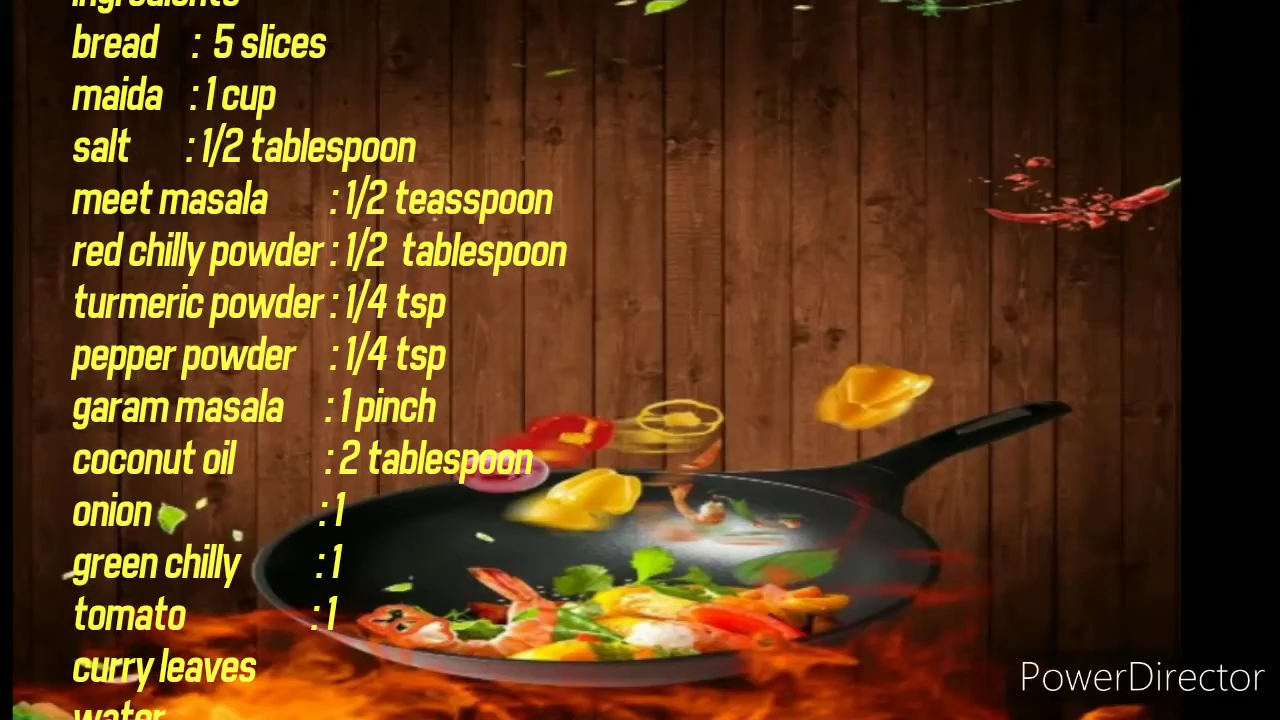 ingredients
bread : 5 slices
maida : 1 cup
salt : 1/2 tablespoon
meet masala : 1/2 teasspoon
red chilly powder : 1/2 tablespoon
turmeric powder : 1/4 tsp
pepper powder : 1/4 tsp
garam masala : 1 pinch
coconut oil : 2 tablespoon
onion : 1
green chilly : 1
tomato : 1
curry leaves
water
PowerDirector